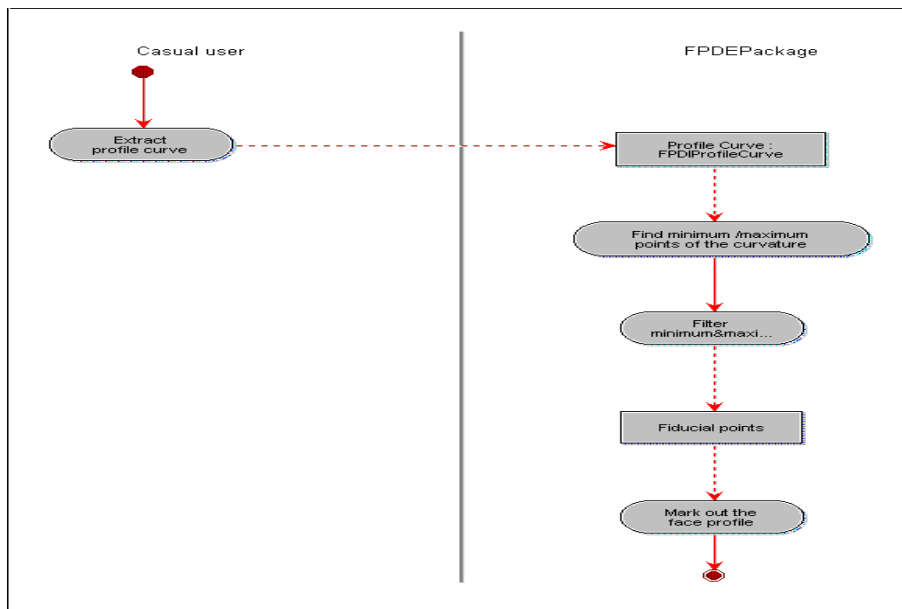 Casual user
FPDEPackage
Extract
profile curve
Profile Curve :
FPDIProfileCurve
Find minimum /maximum
points of the curvature
Filter
minimum&maxi...
Fiducial points
Mark out the
face profile